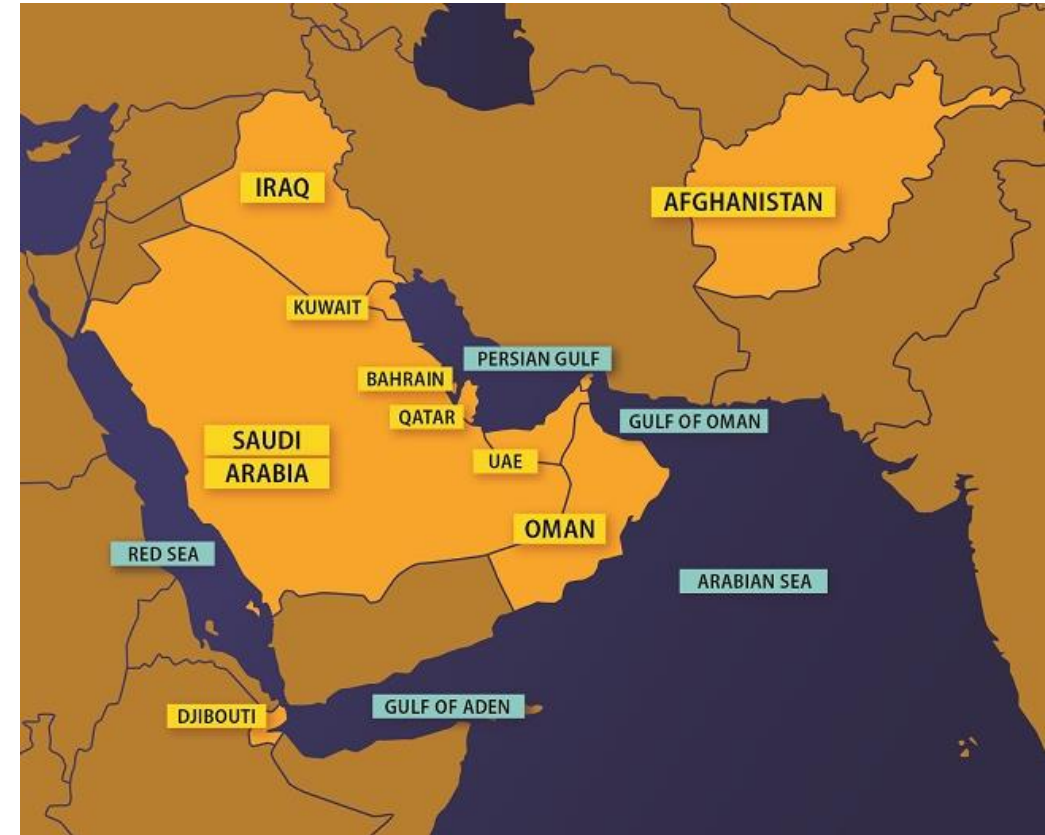 IRAQ
AFGHANISTAN
KUWAIT
PERSIAN GULF
BAHRAIN
QATAR
GULF OF OMAN
SAUDI
ARABIA
UAE
OMAN
RED SEA
ARABIAN SEA
GULF OF ADEN
DJIBOUTI